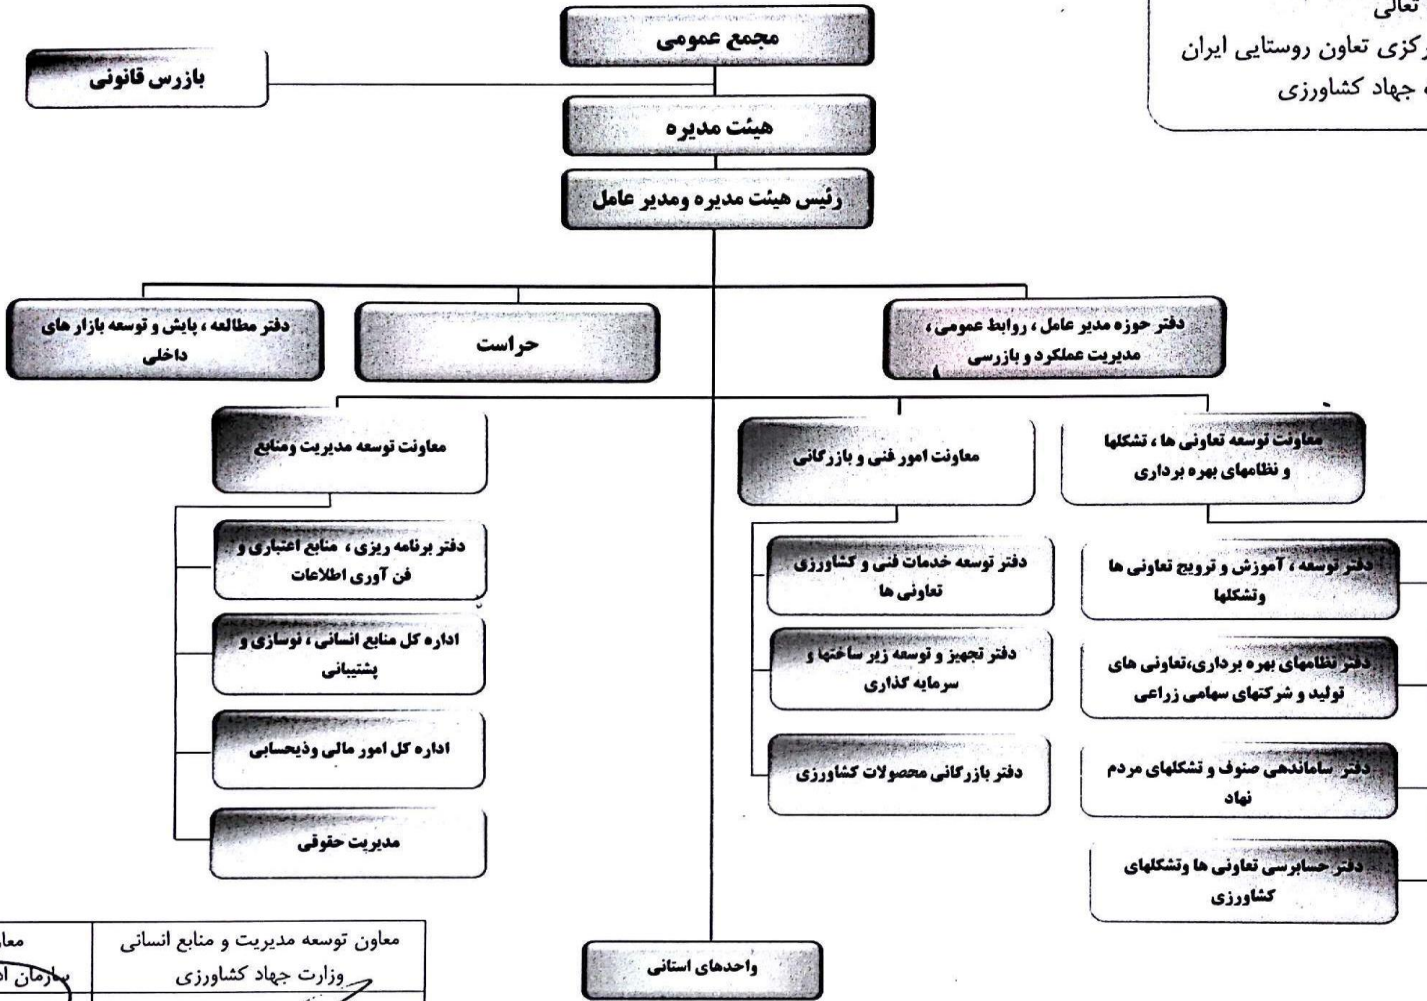 تعالی
رکزی تعاون روستایی ایران
جهاد کشاورزی
مجمع عمومی
بازرس قانونی
هیئت مدیره
رئیس هیئت مدیره ومدیر عامل
دفتر حوزه مدیر عامل ، روابط عمومی ،
مدیریت عملکرد و بازرسی
حراست
دفتر مطالعه ، پایش و توسعه بازار های
داخلی
معاونت توسعه تعاونی ها ، تشکلها
و نظامهای بهره برداری
دفتر توسعه ، آموزش و ترویج تعاونی ها
وتشکلها
دفتر نظامهای بهره برداری،تعاونی های
تولید و شرکتهای سهامی زراعی
دفتر ساماندهی صنوف و تشکلهای مردم
نهاد
دفتر حسابرسی تعاونی ها وتشکلهای
کشاورزی
معاونت امور فنی و بازرگانی
دفتر توسعه خدمات فنی و کشاورزی
تعاونی ها
دفتر تجهیز و توسعه زیر ساختها و
سرمایه گذاری
دفتر بازرگانی محصولات کشاورزی
معاونت توسعه مدیریت ومنابع
دفتر برنامه ریزی ، منابع اعتباری و
فن آوری اطلاعات
اداره کل منابع انسانی ، نوسازی و
پشتیبانی
اداره کل امور مالی وذیحسابی
مدیریت حقوقی
واحدهای استانی
معاون توسعه مدیریت و منابع انسانی
وزارت جهاد کشاورزی
معا
سازمان اد